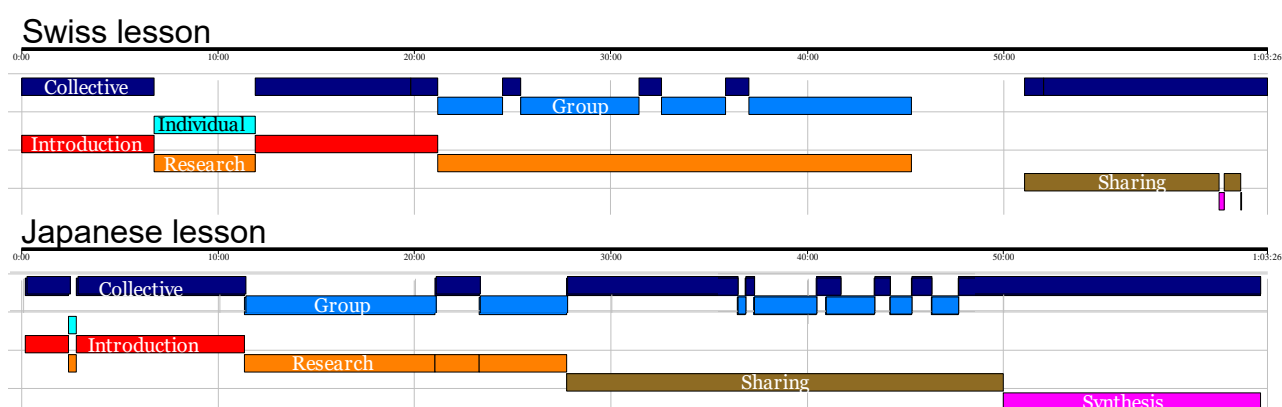 Swiss lesson
0:00 10:00 20:00 30:00 40:00 50:00 1:03:26
Collective
Group
Individual
Introduction
Research
Sharing
Japanese lesson
0:00 10:00 20:00 30:00 40:00 50:00 1:03:26
Collective
Group
Introduction
Research
Sharing
Synthesis